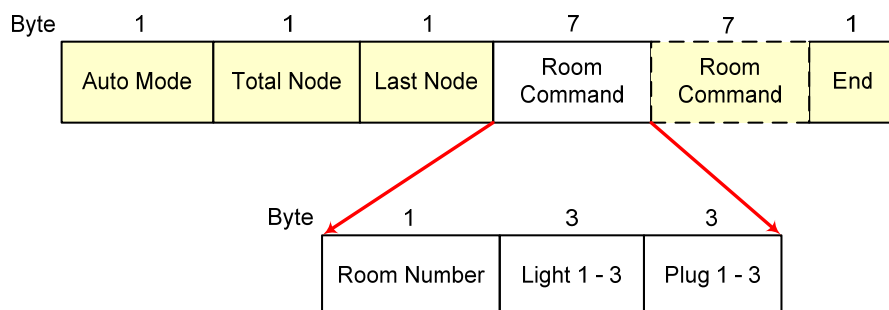 Byte 1 1 1 7 7 1
Auto Mode Total Node Last Node Room Command Room Command End
Byte 1 3 3
Room Number Light 1 - 3 Plug 1 - 3